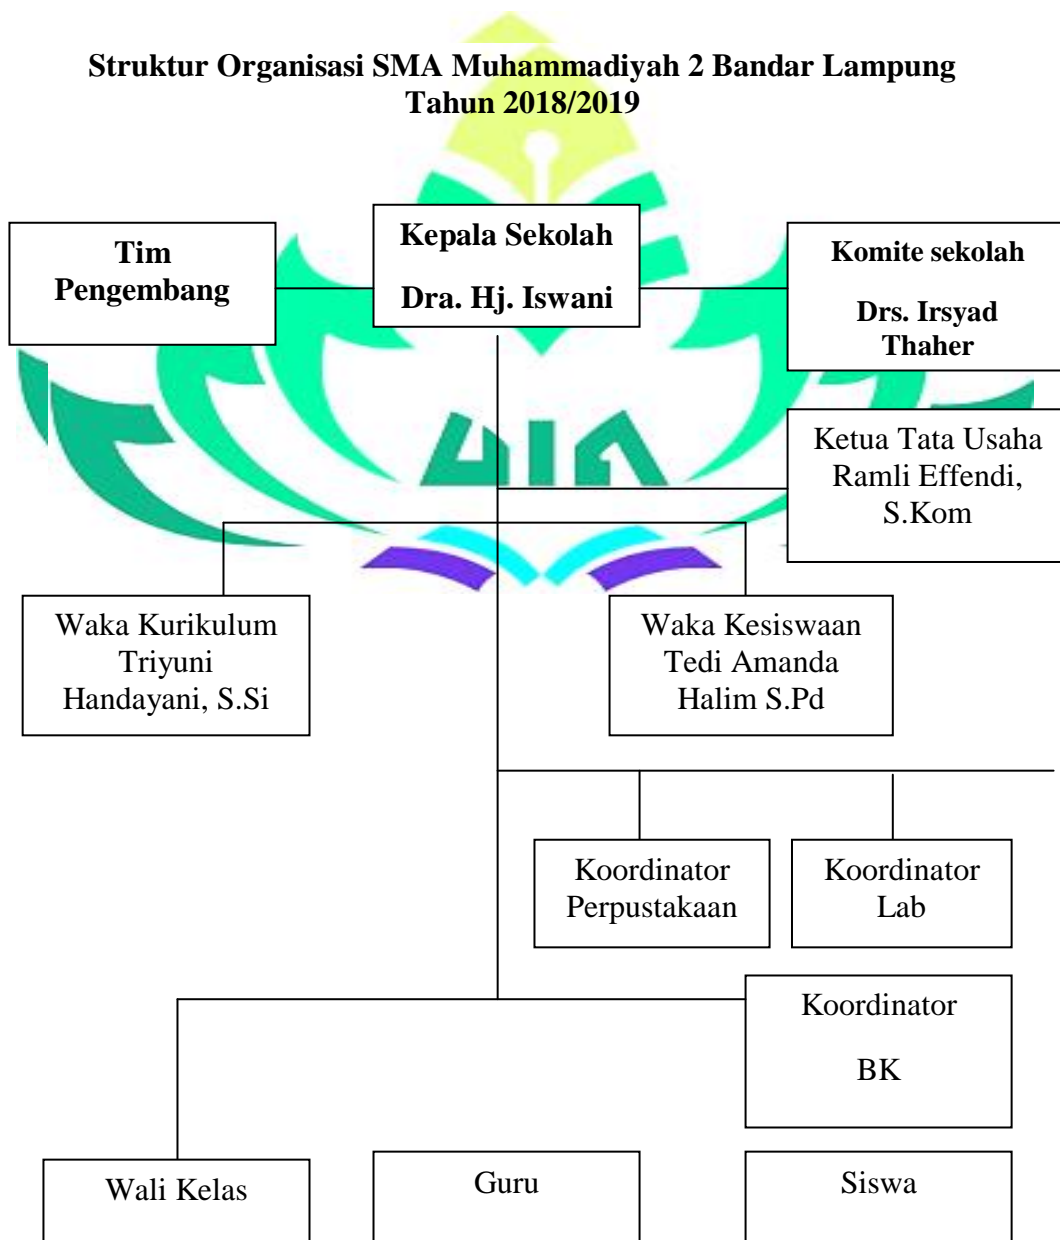 Struktur Organisasi SMA Muhammadiyah 2 Bandar Lampung
Tahun 2018/2019
Tim
Pengembang
Kepala Sekolah
Dra. Hj. Iswani
Komite sekolah
Drs. Irsyad
Thaher
Ketua Tata Usaha
Ramli Effendi,
S.Kom
Waka Kurikulum
Triyuni
Handayani, S.Si
Waka Kesiswaan
Tedi Amanda
Halim S.Pd
Koordinator
Perpustakaan
Koordinator
Lab
Koordinator
BK
Wali Kelas
Guru
Siswa